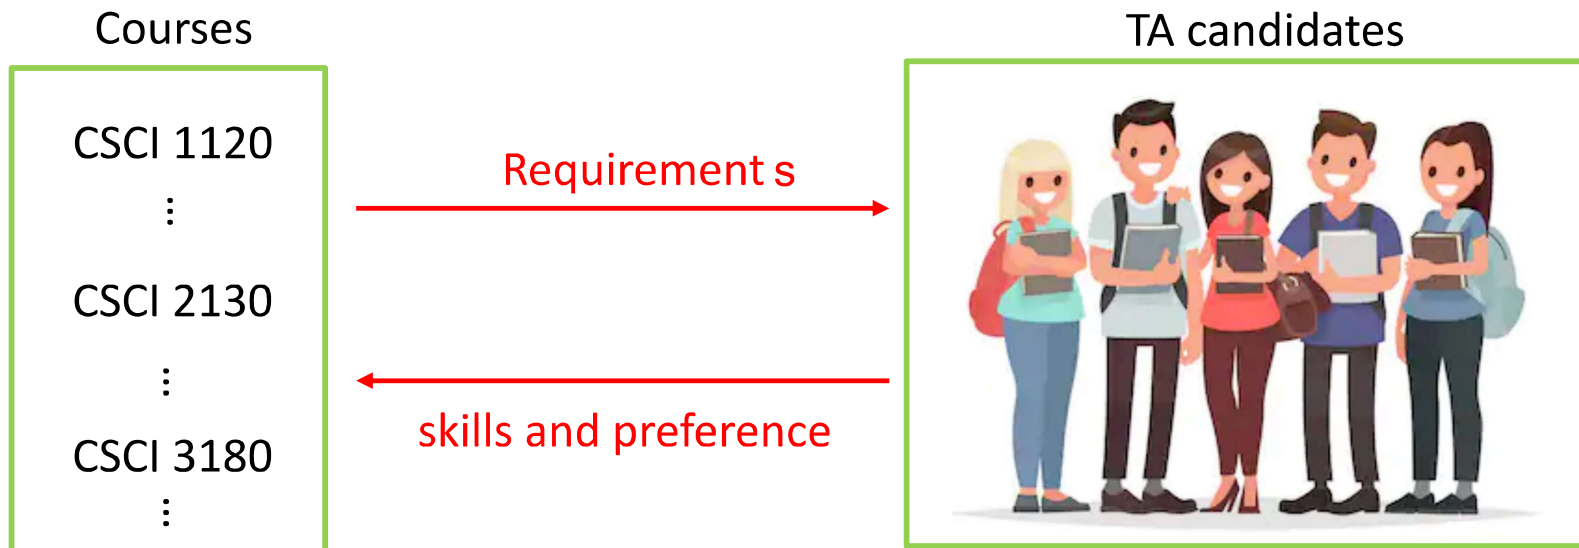 Courses
CSCI 1120
⋮
CSCI 2130
⋮
CSCI 3180
⋮
Requirement s
skills and preference
TA candidates